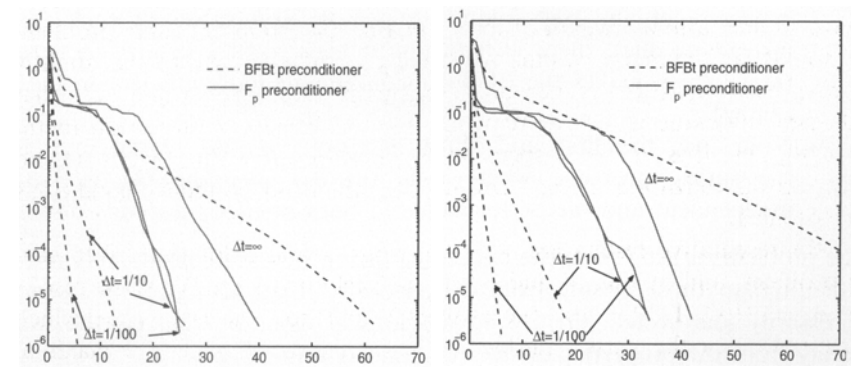 10^1
10^0
10^1
10^-2
10^-3
10^-4
10^-5
10^-6
0 10 20 30 40 50 60 70
BFBt preconditioner
F_p preconditioner
Δt=∞
Δt=1/10
Δt=1/100
10^1
10^0
10^-1
10^-2
10^-3
10^-4
10^-5
10^-6
0 10 20 30 40 50 60 70
BFBt preconditioner
F_p preconditioner
Δt=∞
Δt=1/10
Δt=1/100